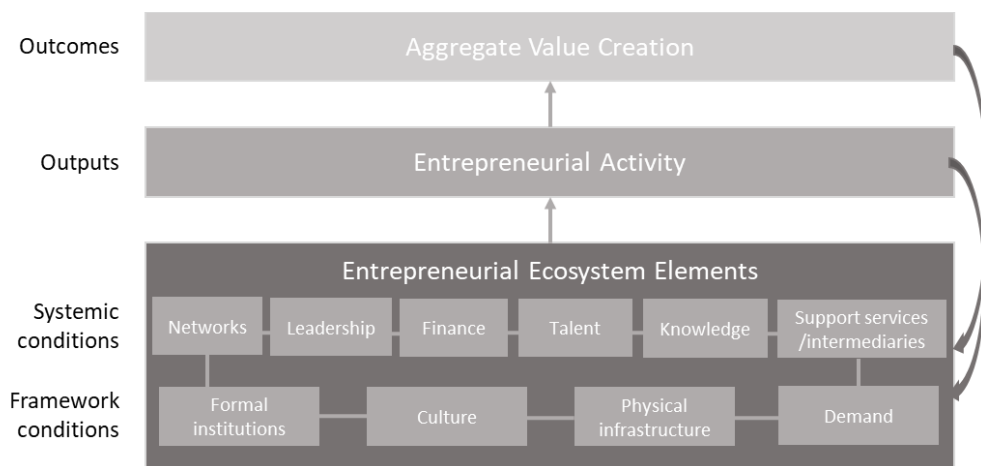 Outcomes
Aggregate Value Creation
Outputs
Entrepreneurial Activity
Entrepreneurial Ecosystem Elements
Systemic
conditions
Networks
Leadership
Finance
Talent
Knowledge
Support services
/intermediaries
Framework
conditions
Formal
institutions
Culture
Physical
infrastructure
Demand